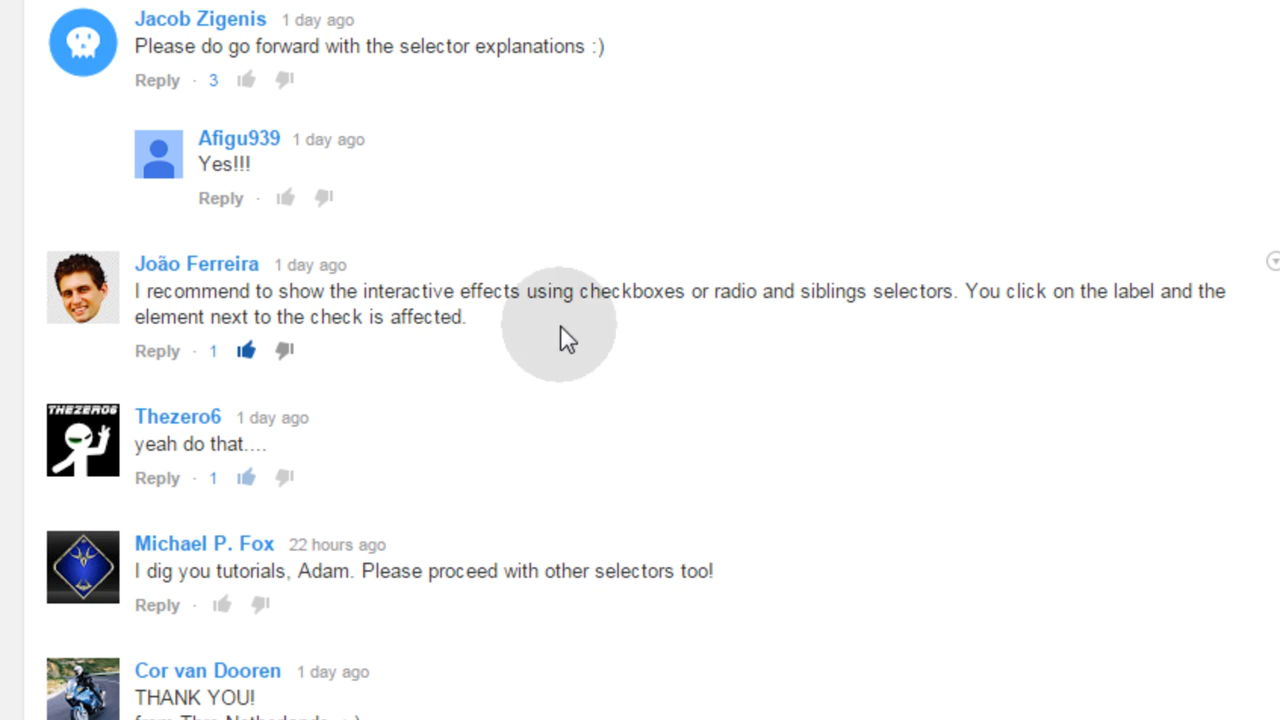 Jacob Zigenis 1 day ago
Please do go forward with the selector explanations :)
Reply · 3
Afigu939 1 day ago
Yes!!!
Reply ·
João Ferreira 1 day ago
I recommend to show the interactive effects using checkboxes or radio and siblings selectors. You click on the label and the
element next to the check is affected.
Reply · 1
THEZERO6
Thezero6 1 day ago
yeah do that....
Reply · 1
Michael P. Fox 22 hours ago
I dig you tutorials, Adam. Please proceed with other selectors too!
Reply ·
Cor van Dooren 1 day ago
THANK YOU!
from Thro Netherlands :-)